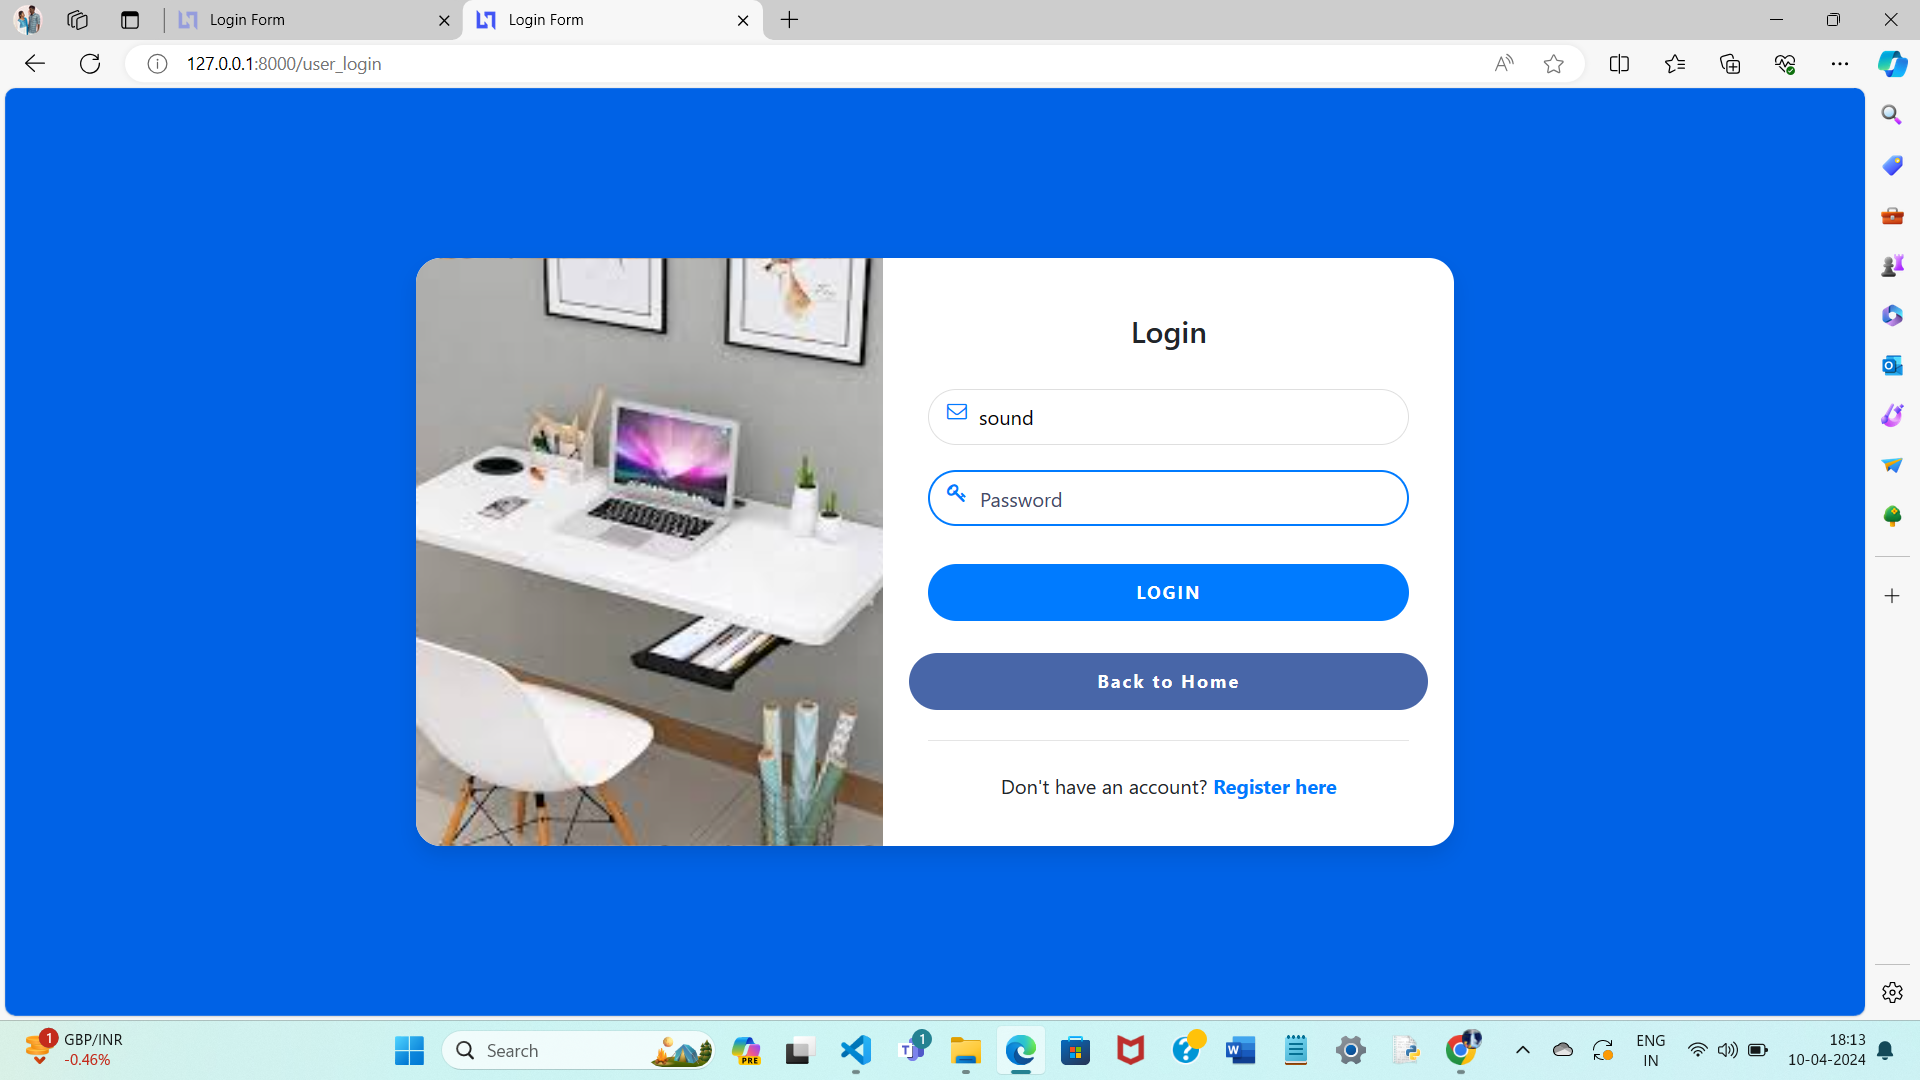 Login Form
Login Form
127.0.0.1:8000/user_login
Login
sound
Password
LOGIN
Back to Home
Don't have an account? Register here
1
GBP/INR
-0.46%
Search
PRE
1
ENG
IN
18:13
10-04-2024